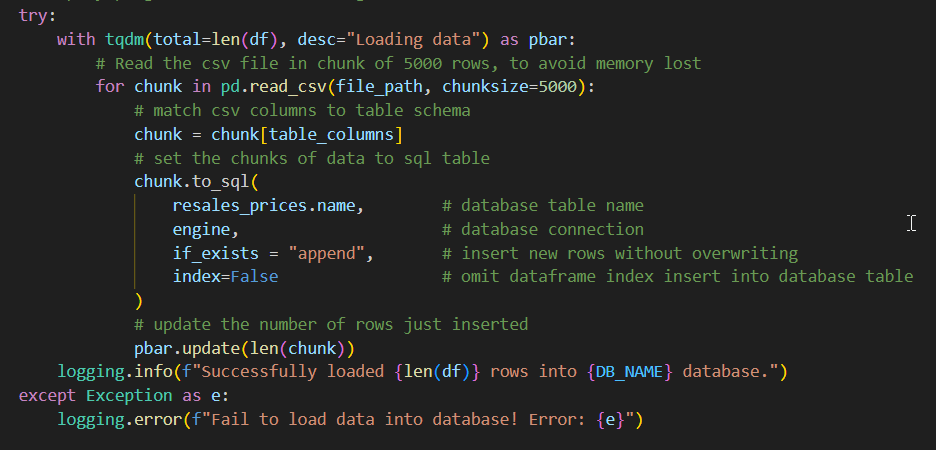 try:
    with tqdm(total=len(df), desc="Loading data") as pbar:
        # Read the csv file in chunk of 5000 rows, to avoid memory lost
        for chunk in pd.read_csv(file_path, chunksize=5000):
            # match csv columns to table schema
            chunk = chunk[table_columns]
            # set the chunks of data to sql table
            chunk.to_sql(
                resales_prices.name,        # database table name
                engine,                     # database connection
                if_exists = "append",       # insert new rows without overwriting
                index=False                 # omit dataframe index insert into database table
            )
            # update the number of rows just inserted
            pbar.update(len(chunk))
    logging.info(f"Successfully loaded {len(df)} rows into {DB_NAME} database.")
except Exception as e:
    logging.error(f"Fail to load data into database! Error: {e}")